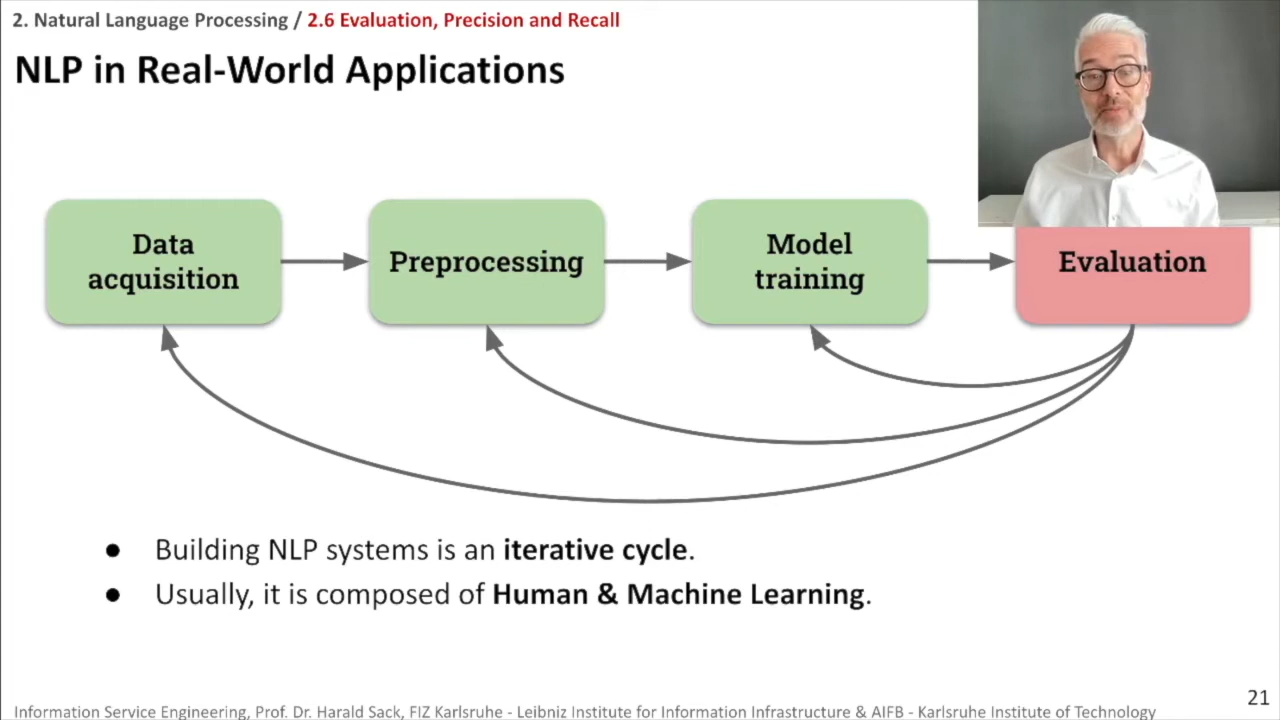 2. Natural Language Processing / 2.6 Evaluation, Precision and Recall
NLP in Real-World Applications
Data
acquisition
Preprocessing
Model
training
Evaluation
● Building NLP systems is an iterative cycle.
● Usually, it is composed of Human & Machine Learning.
21
Information Service Engineering, Prof. Dr. Harald Sack, FIZ Karlsruhe - Leibniz Institute for Information Infrastructure & AIFB - Karlsruhe Institute of Technology